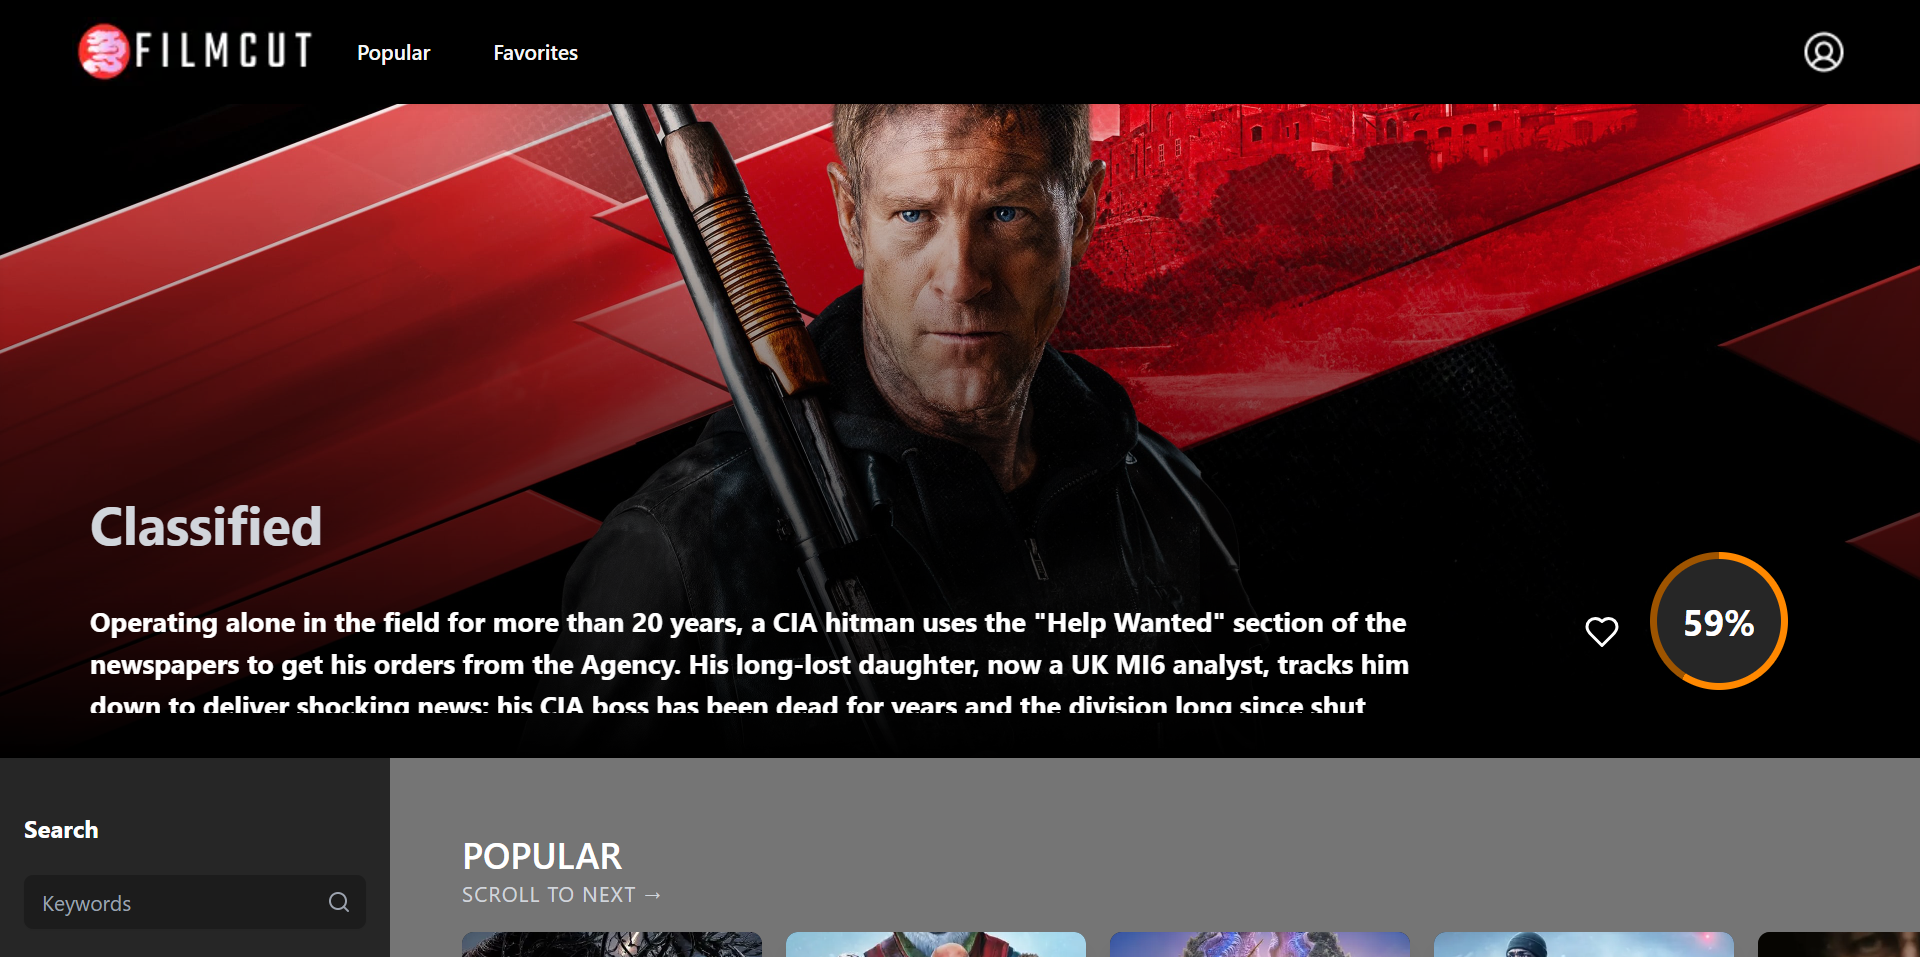 FILMCUT
Popular
Favorites
Classified
Operating alone in the field for more than 20 years, a CIA hitman uses the "Help Wanted" section of the
newspapers to get his orders from the Agency. His long-lost daughter, now a UK MI6 analyst, tracks him
down to deliver shocking news: his CIA boss has been dead for years and the division long since shut
59%
Search
Keywords
POPULAR
SCROLL TO NEXT →